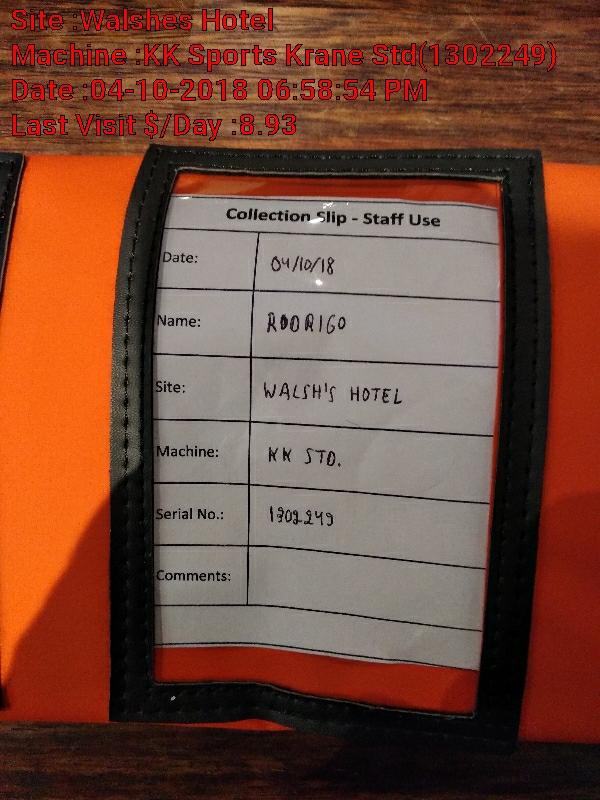 Site :Walshes Hotel
Machine :KK Sports Krane Std(1302249)
Date :04-10-2018 06:58:54 PM
Last Visit $/Day :8.93
Collection Slip - Staff Use
Date: 04/10/18
Name: RODRIGO
Site: WALSH'S HOTEL
Machine: KK STD.
Serial No.: 1302249
Comments: